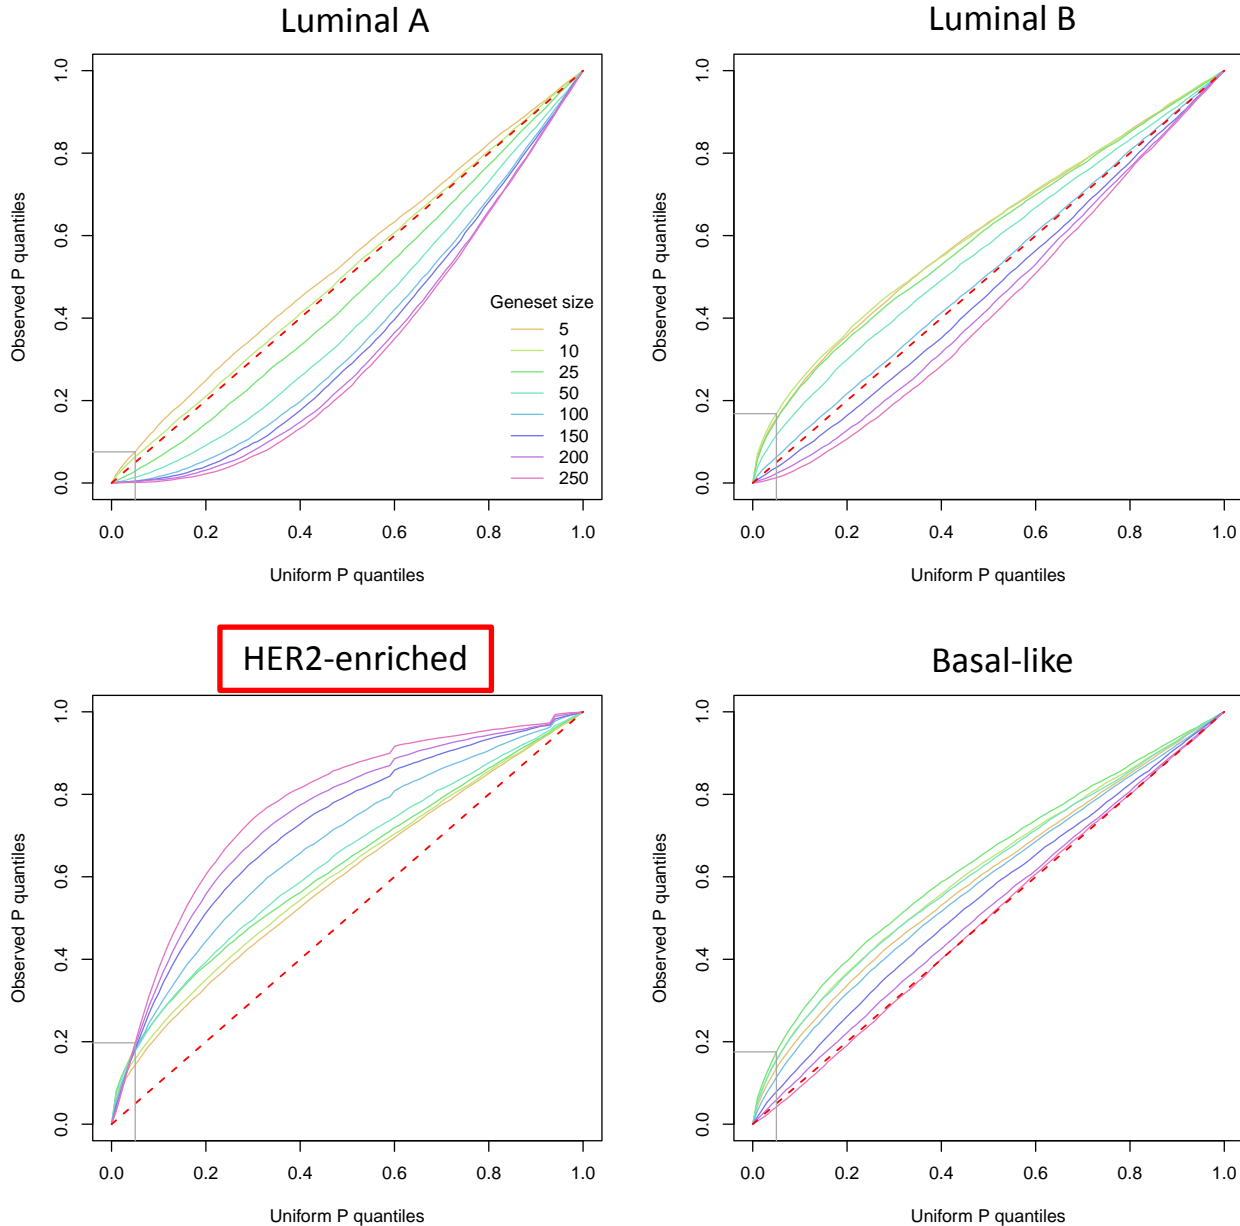 Luminal A
Luminal B
1.0
0.8
0.6
0.4
0.2
0.0
Observed P quantiles
0.0 0.2 0.4 0.6 0.8 1.0
Uniform P quantiles
Geneset size
5
10
25
50
100
150
200
250
1.0
0.8
0.6
0.4
0.2
0.0
Observed P quantiles
0.0 0.2 0.4 0.6 0.8 1.0
Uniform P quantiles
HER2-enriched
Basal-like
1.0
0.8
0.6
0.4
0.2
0.0
Observed P quantiles
0.0 0.2 0.4 0.6 0.8 1.0
Uniform P quantiles
1.0
0.8
0.6
0.4
0.2
0.0
Observed P quantiles
0.0 0.2 0.4 0.6 0.8 1.0
Uniform P quantiles